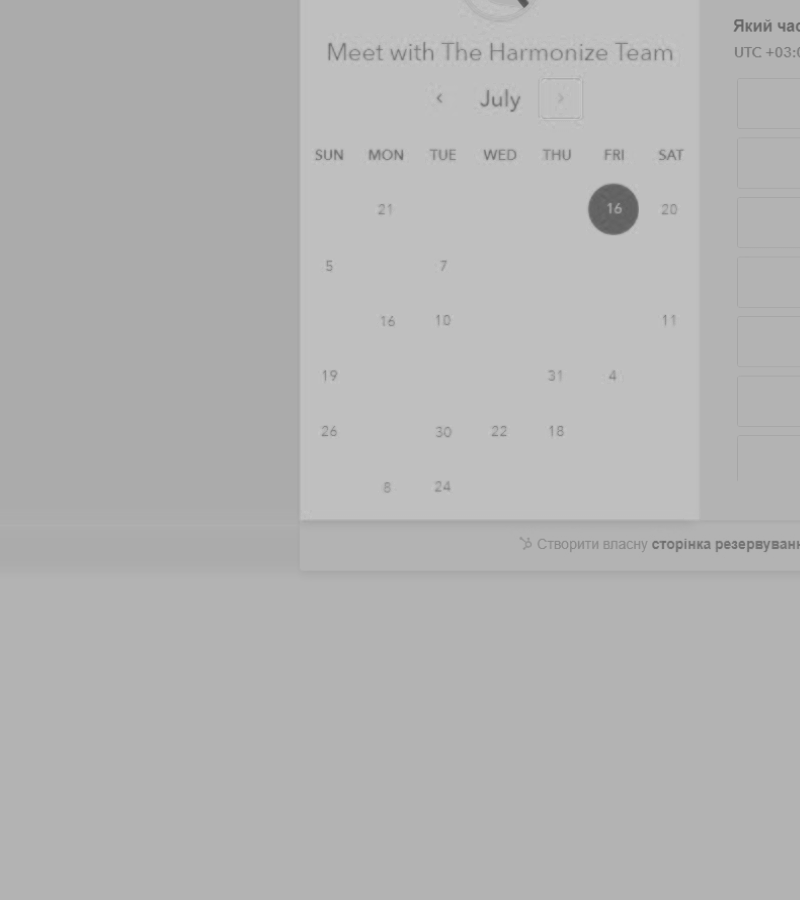 Який час
UTC +03:0
Meet with The Harmonize Team
July
SUN MON TUE WED THU FRI SAT
21 16 20
5 7
16 10 11
19 31 4
26 30 22 18
8 24
Створити власну сторінка резервуванн